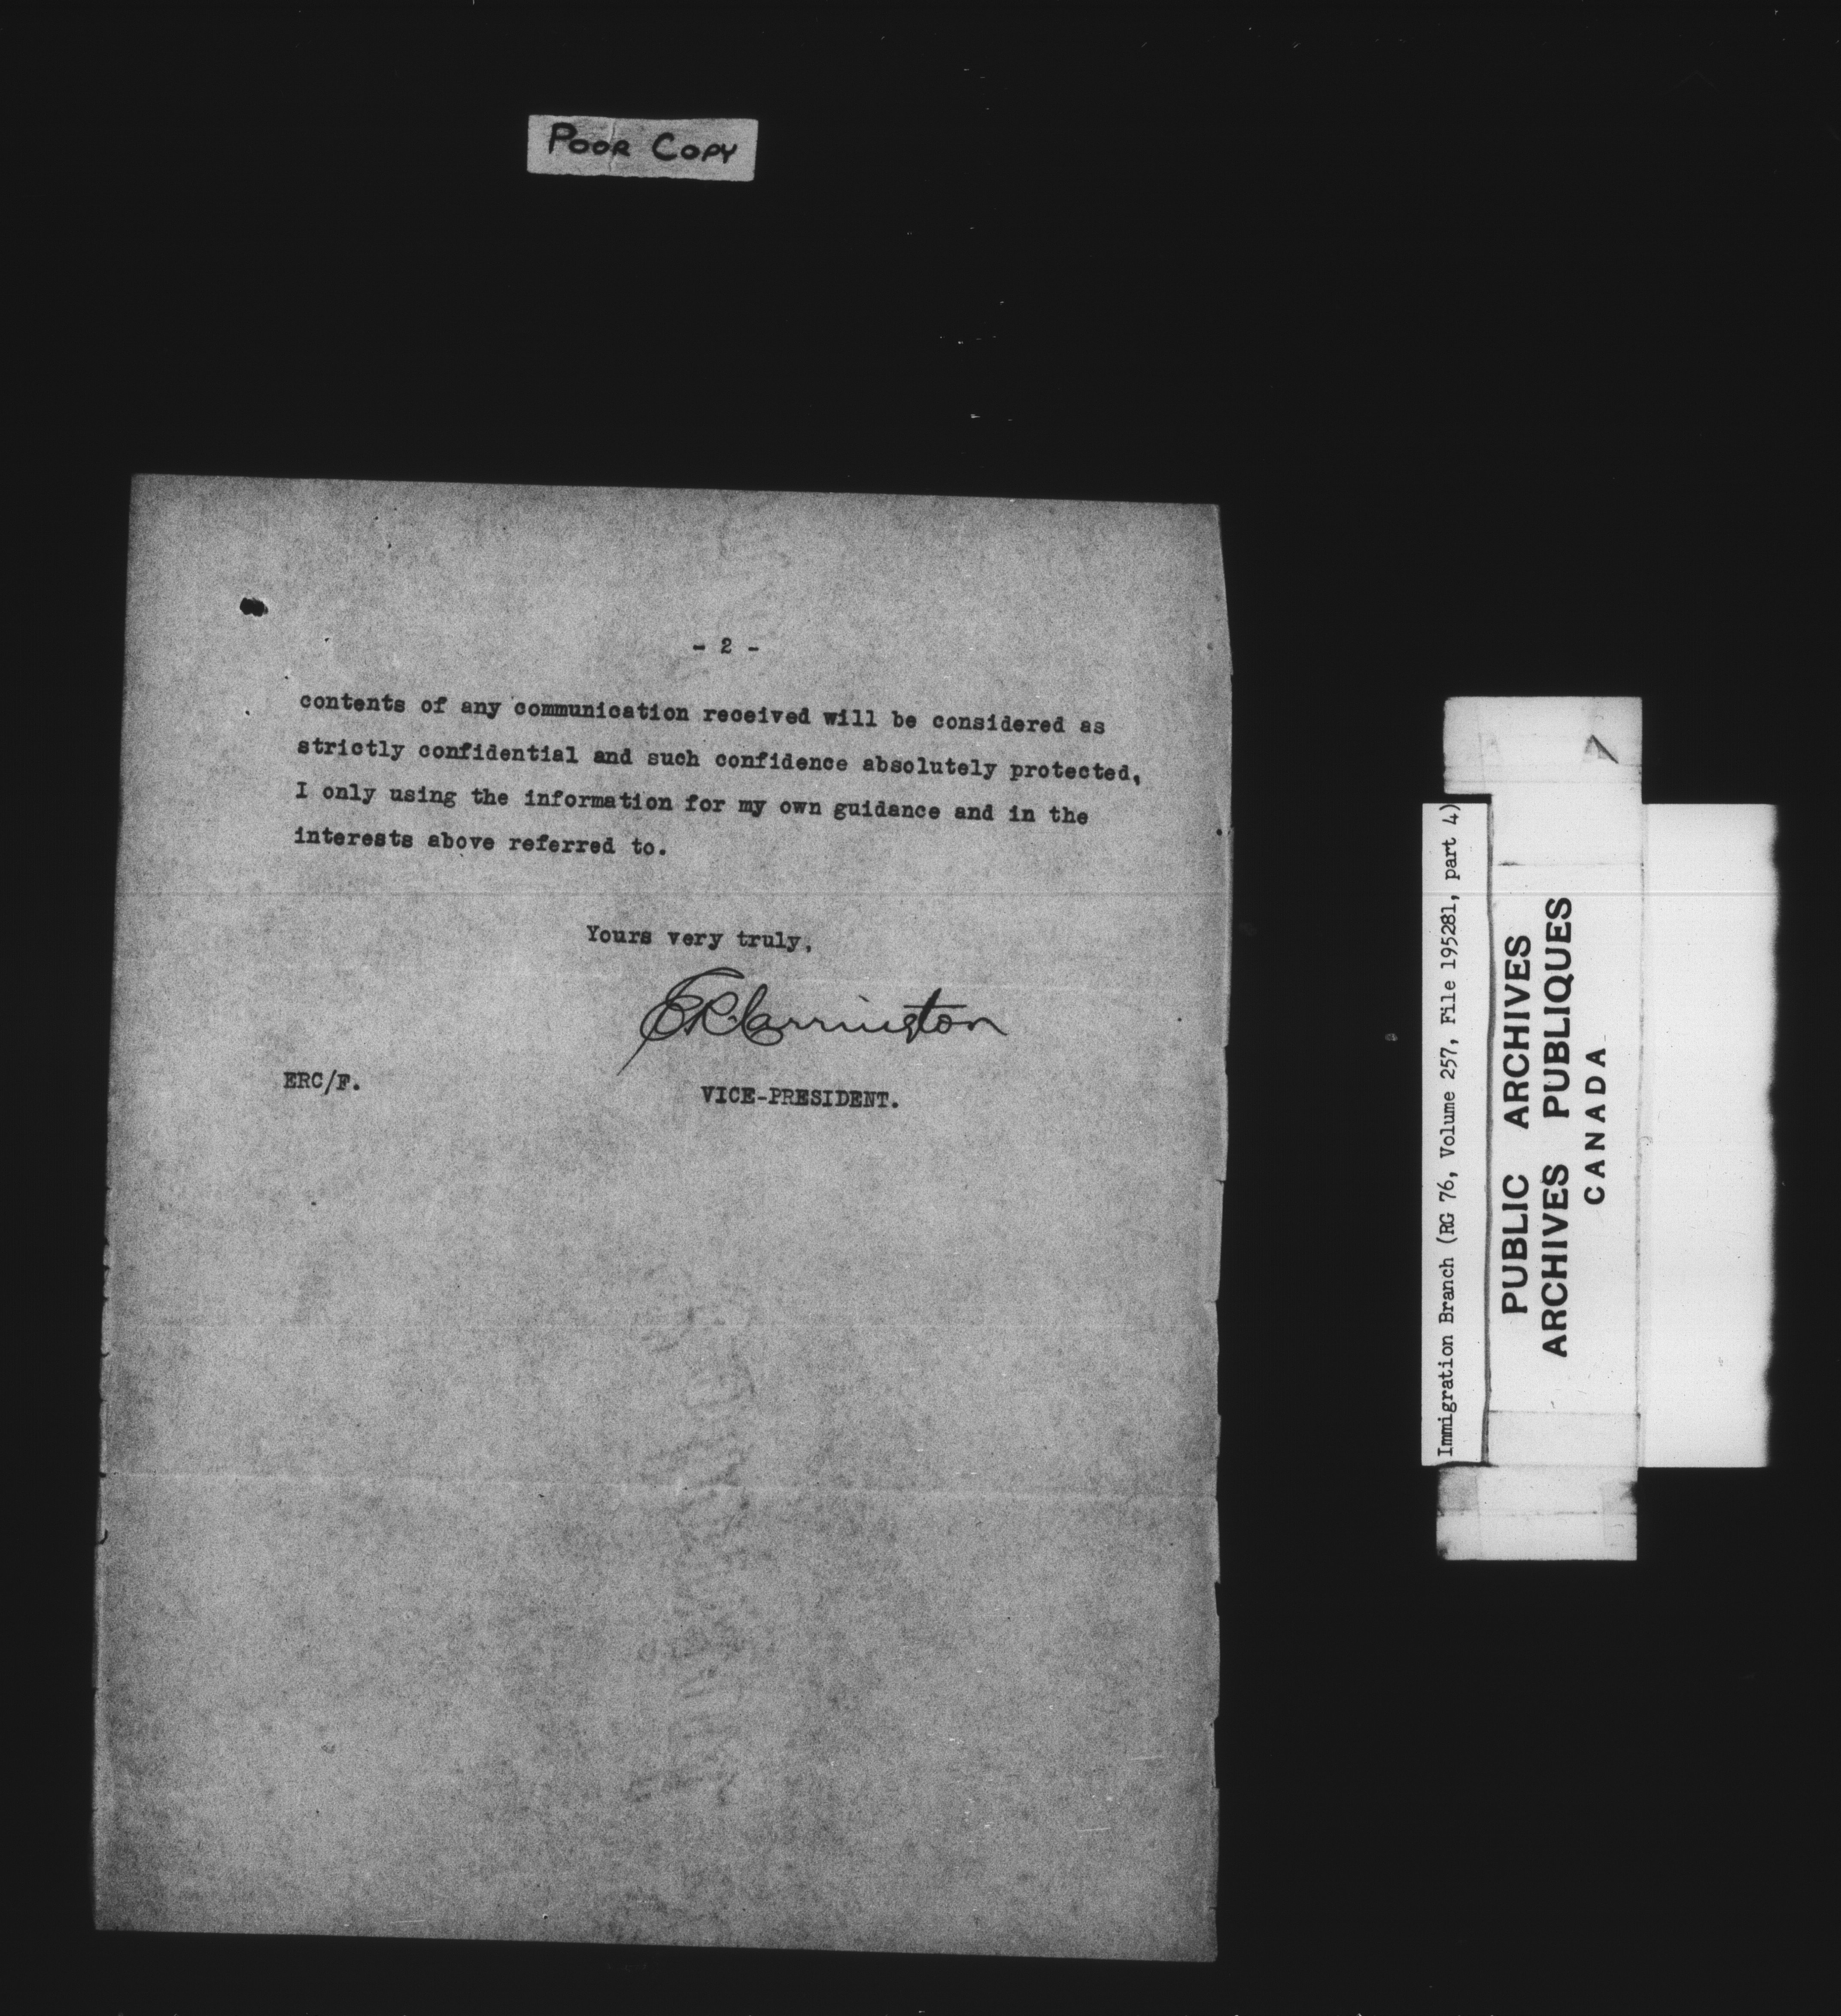 POOR COPY
- 2 -
contents of any communication received will be considered as
strictly confidential and such confidence absolutely protected,
I only using the information for my own guidance and in the
interests above referred to.
Yours very truly,
ERCarrington
ERC/F.
VICE-PRESIDENT.
Immigration Branch (RG 76, Volume 257, File 195281, part 4)
PUBLIC ARCHIVES
ARCHIVES PUBLIQUES
CANADA